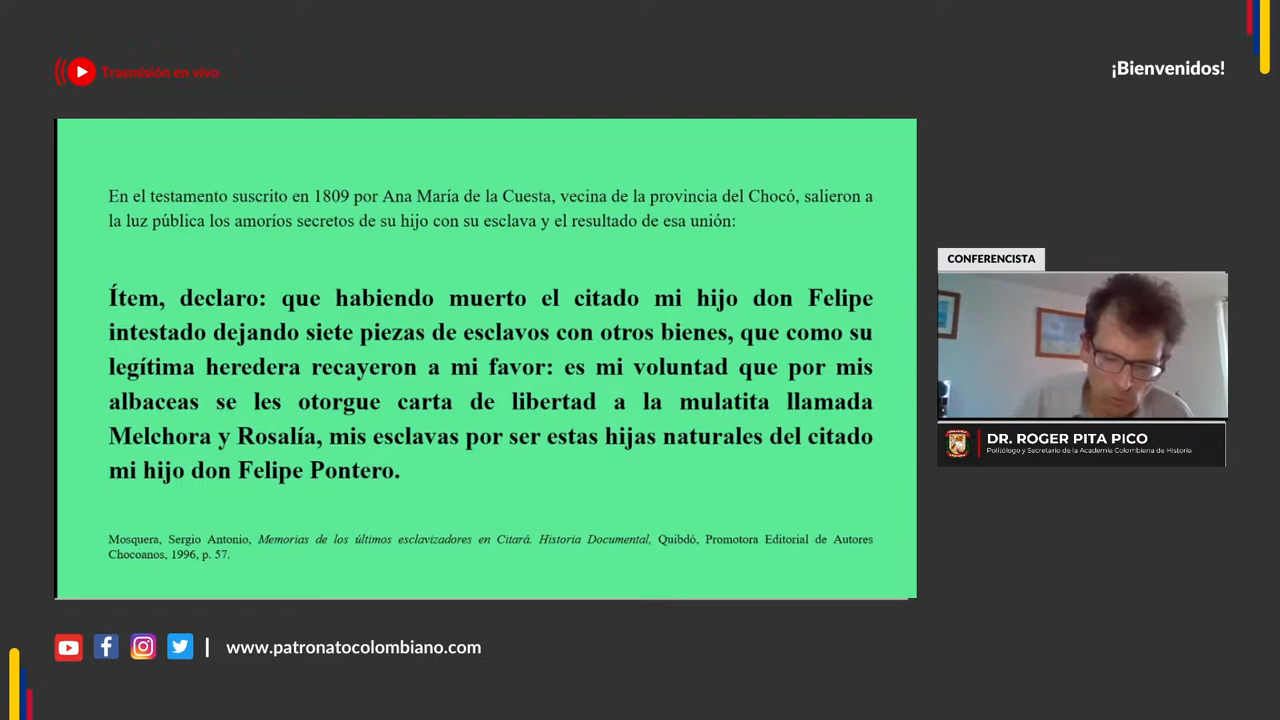 Trasmisión en vivo
¡Bienvenidos!
En el testamento suscrito en 1809 por Ana María de la Cuesta, vecina de la provincia del Chocó, salieron a
la luz pública los amoríos secretos de su hijo con su esclava y el resultado de esa unión:
Ítem, declaro: que habiendo muerto el citado mi hijo don Felipe
intestado dejando siete piezas de esclavos con otros bienes, que como su
legítima heredera recayeron a mi favor: es mi voluntad que por mis
albaceas se les otorgue carta de libertad a la mulatita llamada
Melchora y Rosalía, mis esclavas por ser estas hijas naturales del citado
mi hijo don Felipe Pontero.
Mosquera, Sergio Antonio, Memorias de los últimos esclavizadores en Citará. Historia Documental, Quibdó, Promotora Editorial de Autores
Chocoanos, 1996, p. 57.
CONFERENCISTA
DR. ROGER PITA PICO
Politólogo y Secretario de la Academia Colombiana de Historia
www.patronatocolombiano.com